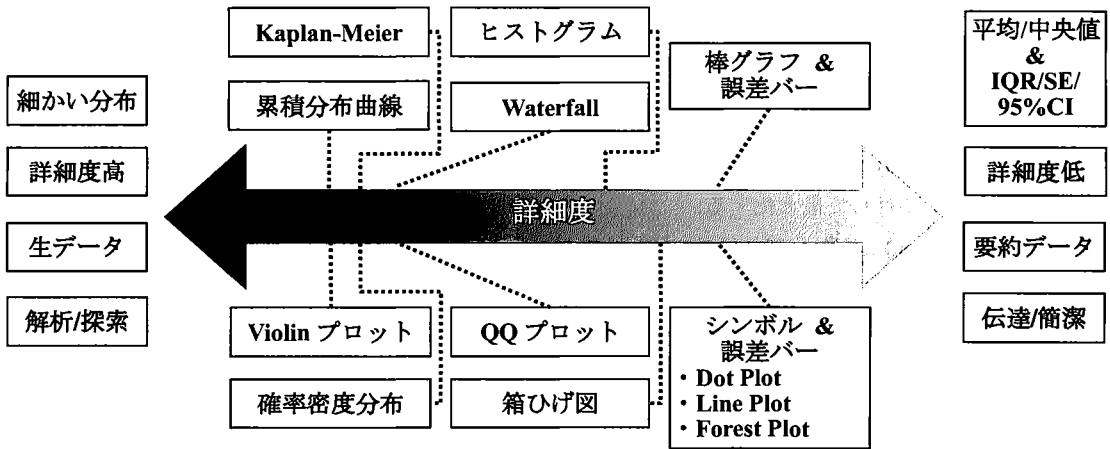 細かい分布
詳細度高
生データ
解析/探索
Kaplan-Meier
累積分布曲線
ヒストグラム
Waterfall
棒グラフ &
誤差バー
詳細度
Violin プロット
確率密度分布
QQ プロット
箱ひげ図
シンボル &
誤差バー
・Dot Plot
・Line Plot
・Forest Plot
平均/中央値
&
IQR/SE/
95%CI
詳細度低
要約データ
伝達/簡潔